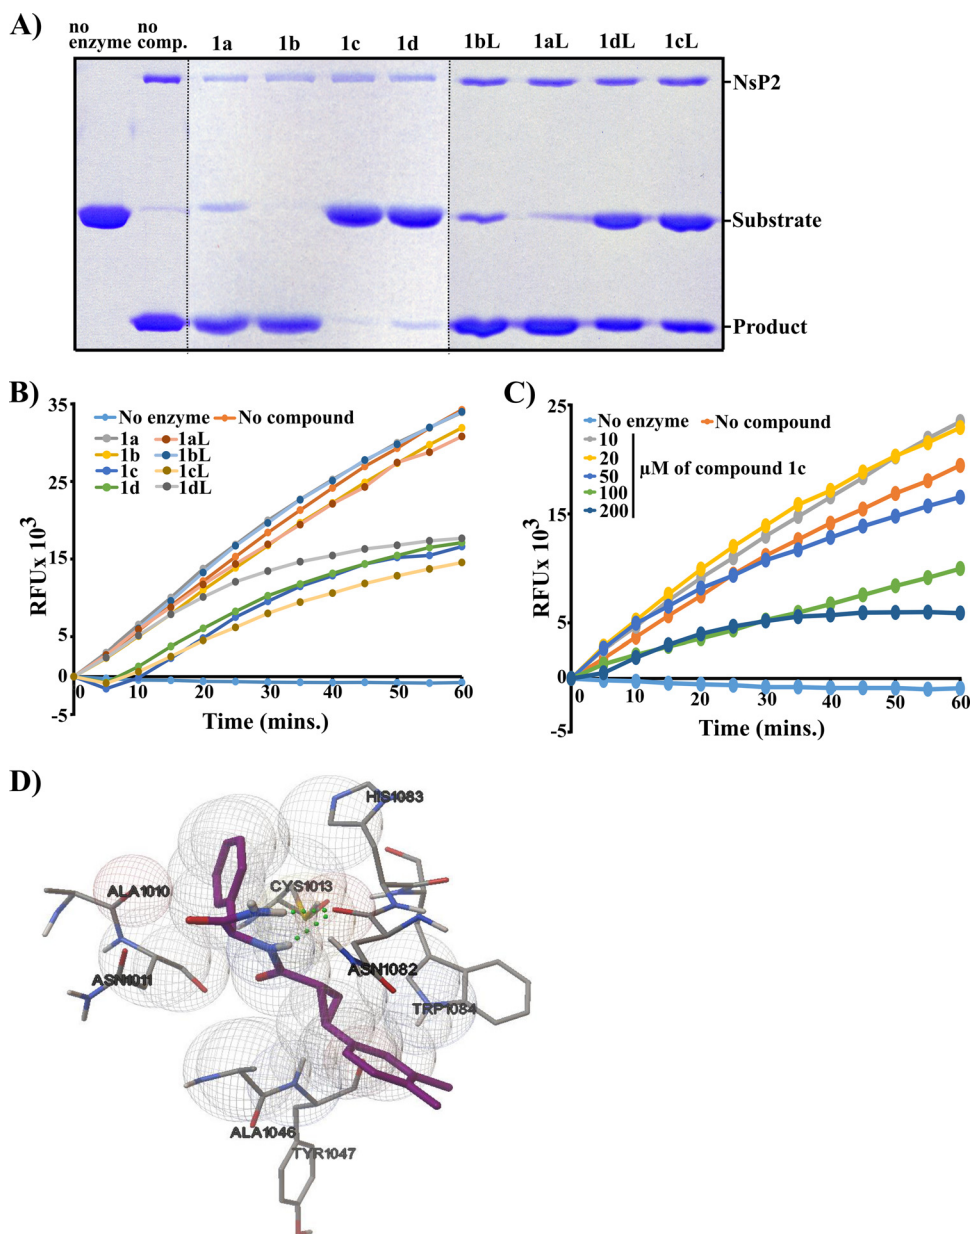 A)
no enzyme
no comp.
1a
1b
1c
1d
1bL
1aL
1dL
1cL
NsP2
Substrate
Product
B)
35
25
15
5
0
-5
RFUx 10³
No enzyme
No compound
1a
1aL
1b
1bL
1c
1cL
1d
1dL
0
10
20
30
40
50
60
Time (mins.)
C)
25
15
5
0
-5
RFUx 10³
No enzyme
No compound
10
20
50
100
200
µM of compound 1c
0
10
20
30
40
50
60
Time (mins.)
D)
HIS1083
CYS1013
ALA1010
ASN1011
ASN1082
TRP1084
ALA1046
TYR1047